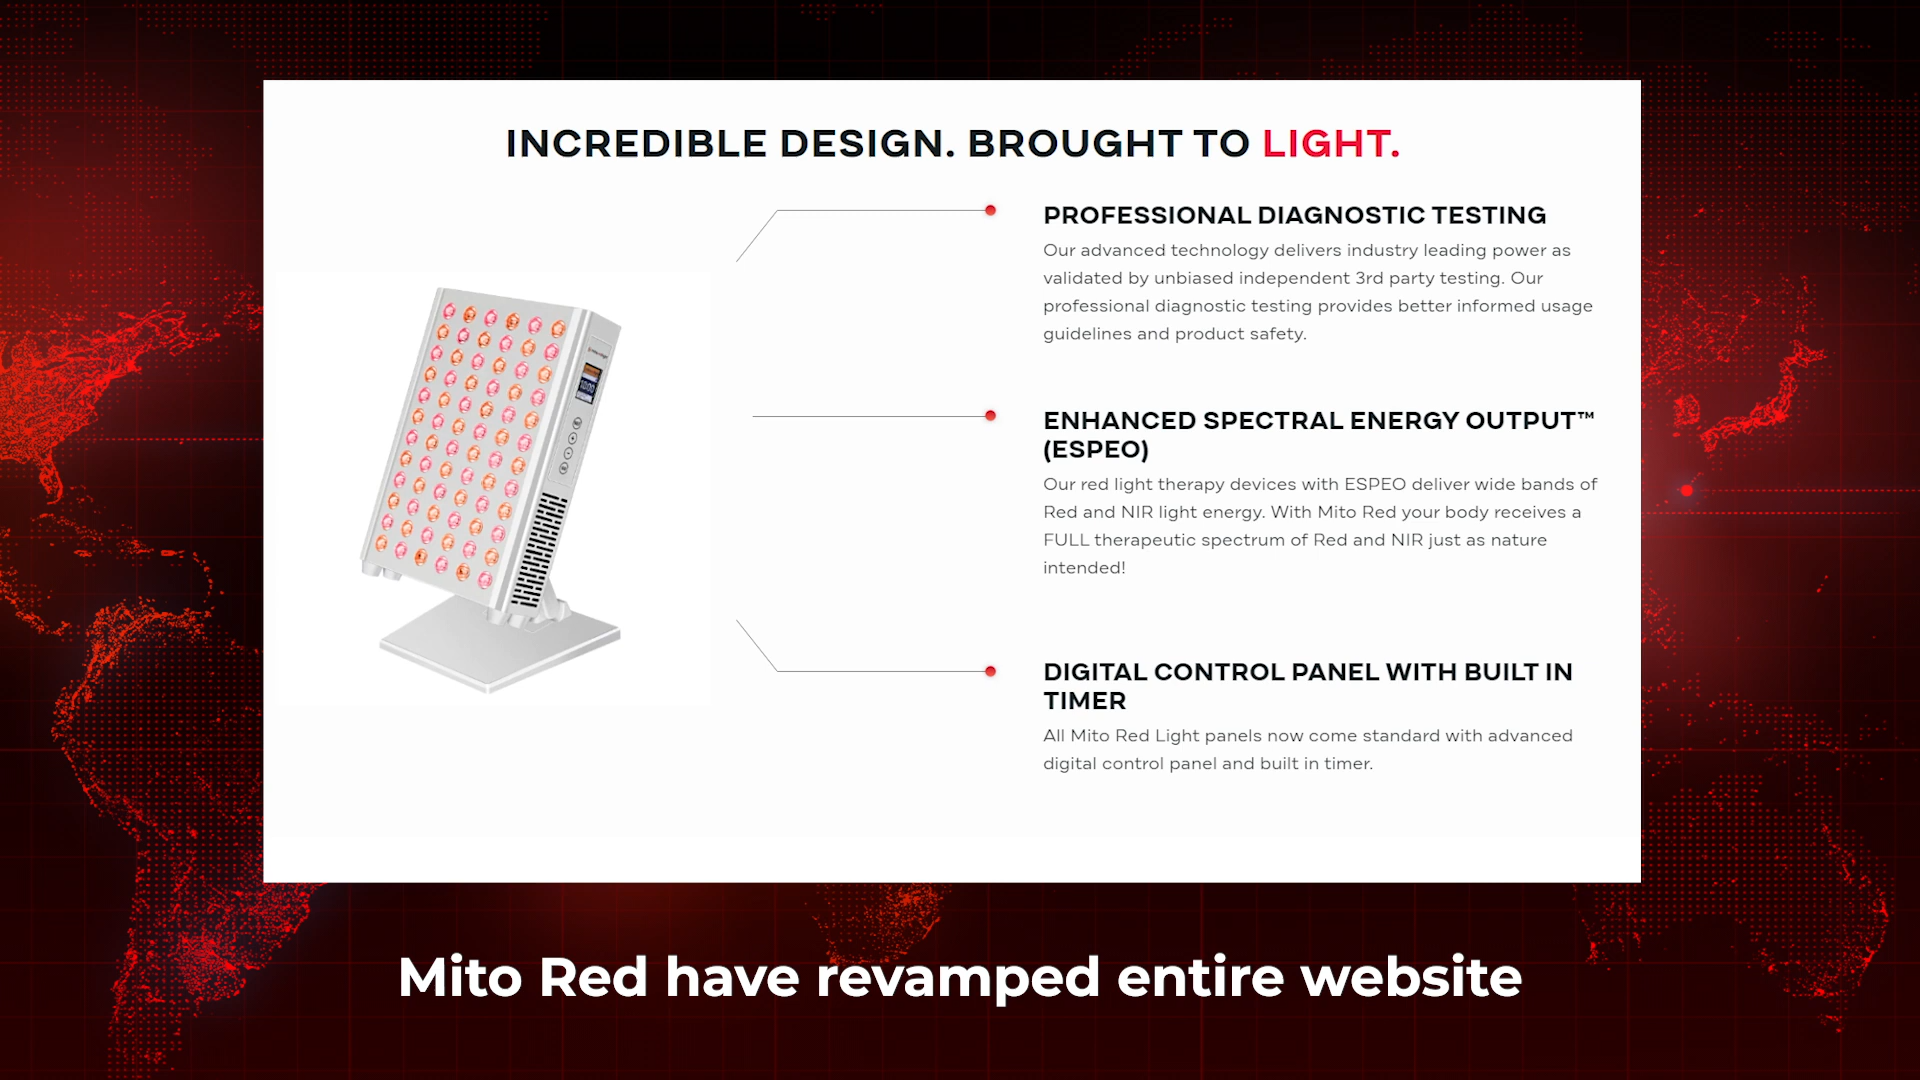 INCREDIBLE DESIGN. BROUGHT TO LIGHT.
PROFESSIONAL DIAGNOSTIC TESTING
Our advanced technology delivers industry leading power as
validated by unbiased independent 3rd party testing. Our
professional diagnostic testing provides better informed usage
guidelines and product safety.
ENHANCED SPECTRAL ENERGY OUTPUT™
(ESPEO)
Our red light therapy devices with ESPEO deliver wide bands of
Red and NIR light energy. With Mito Red your body receives a
FULL therapeutic spectrum of Red and NIR just as nature
intended!
DIGITAL CONTROL PANEL WITH BUILT IN
TIMER
All Mito Red Light panels now come standard with advanced
digital control panel and built in timer.
Mito Red have revamped entire website